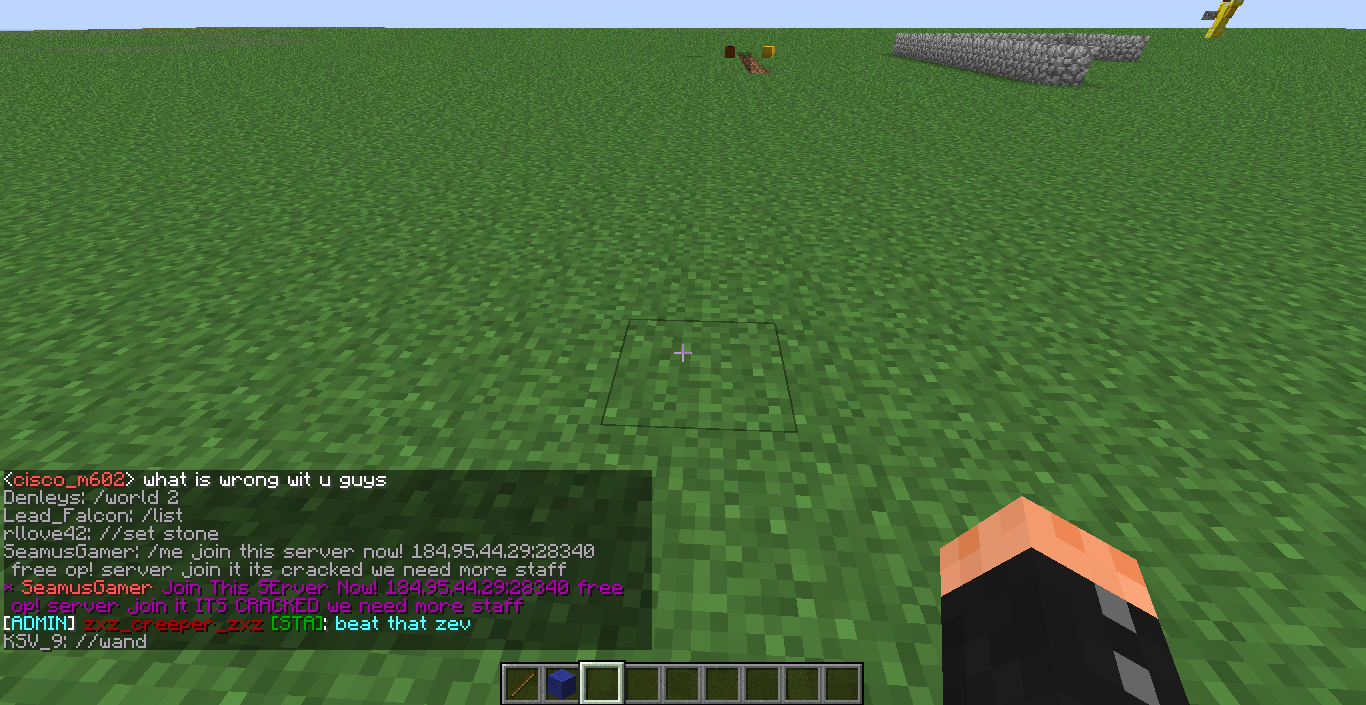 <cisco_m602> what is wrong wit u guys
Denleys: /world 2
Lead_Falcon: /list
rllove42: //set stone
SeamusGamer: /me join this server now! 184.95.44.29:28340
free op! server join it its cracked we need more staff
* SeamusGamer Join This SErver Now! 184.95.44.29:28340 free
op! server join it ITS CRACKED we need more staff
[ADMIN] zxz_creeper_zxz [STA]: beat that zev
KSV_9: //wand